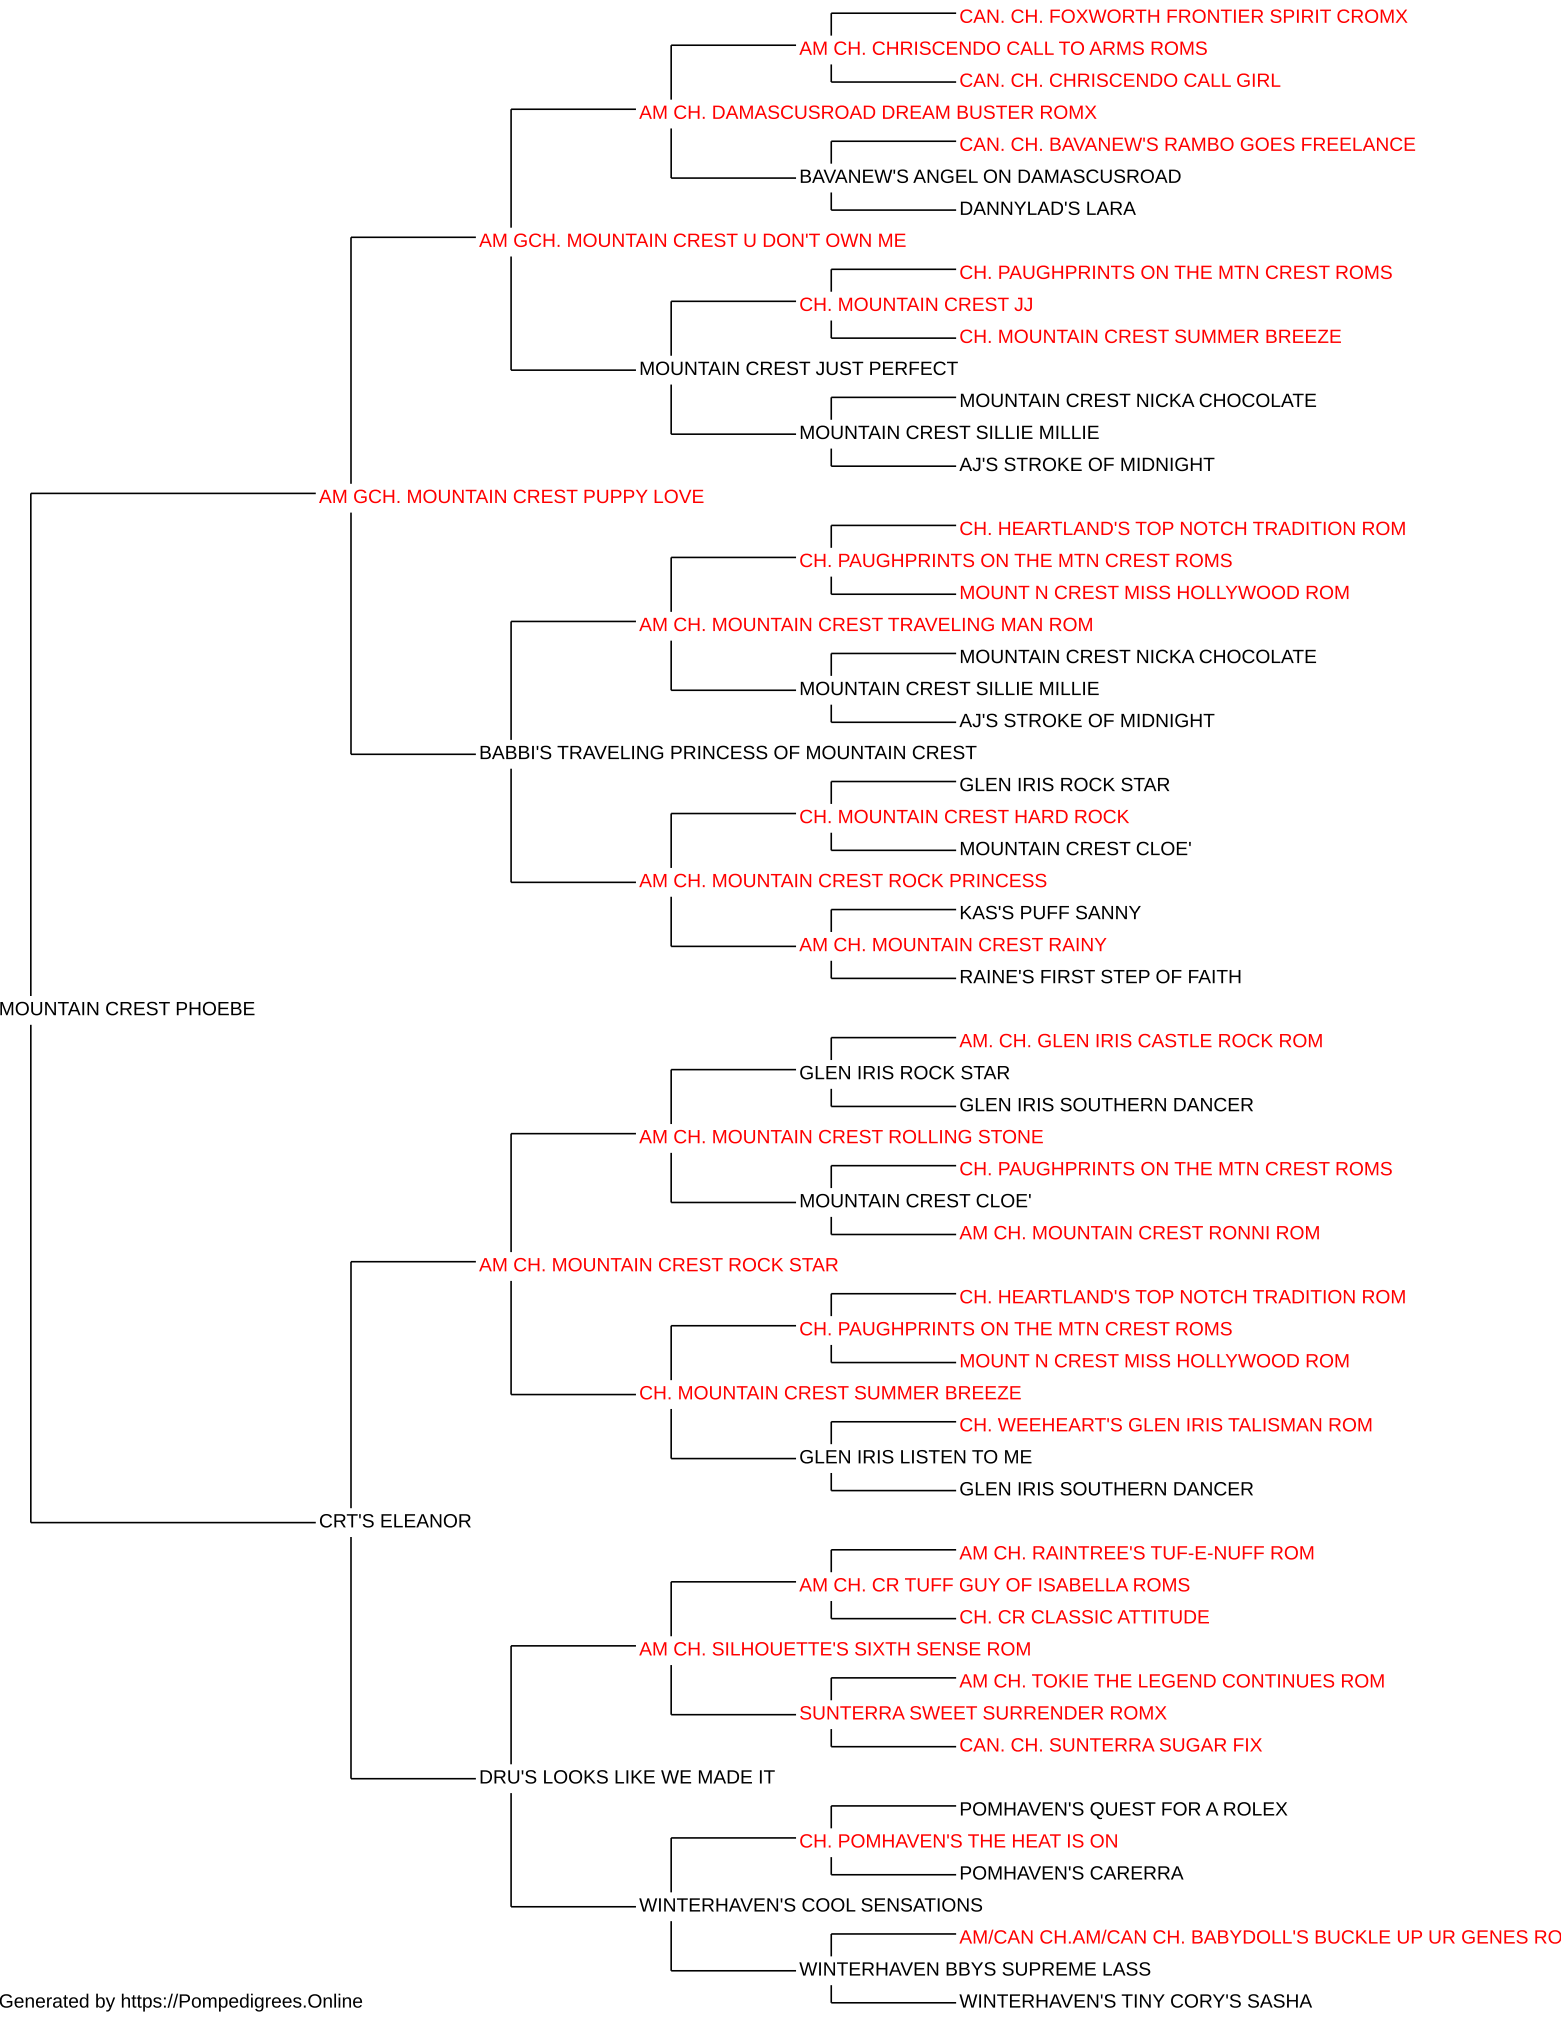 CAN. CH. FOXWORTH FRONTIER SPIRIT CROMX
AM CH. CHRISCENDO CALL TO ARMS ROMS
CAN. CH. CHRISCENDO CALL GIRL
AM CH. DAMASCUSROAD DREAM BUSTER ROMX
CAN. CH. BAVANEW'S RAMBO GOES FREELANCE
BAVANEW'S ANGEL ON DAMASCUSROAD
DANNYLAD'S LARA
AM GCH. MOUNTAIN CREST U DON'T OWN ME
CH. PAUGHPRINTS ON THE MTN CREST ROMS
CH. MOUNTAIN CREST JJ
CH. MOUNTAIN CREST SUMMER BREEZE
MOUNTAIN CREST JUST PERFECT
MOUNTAIN CREST NICKA CHOCOLATE
MOUNTAIN CREST SILLIE MILLIE
AJ'S STROKE OF MIDNIGHT
AM GCH. MOUNTAIN CREST PUPPY LOVE
CH. HEARTLAND'S TOP NOTCH TRADITION ROM
CH. PAUGHPRINTS ON THE MTN CREST ROMS
MOUNT N CREST MISS HOLLYWOOD ROM
AM CH. MOUNTAIN CREST TRAVELING MAN ROM
MOUNTAIN CREST NICKA CHOCOLATE
MOUNTAIN CREST SILLIE MILLIE
AJ'S STROKE OF MIDNIGHT
BABBI'S TRAVELING PRINCESS OF MOUNTAIN CREST
GLEN IRIS ROCK STAR
CH. MOUNTAIN CREST HARD ROCK
MOUNTAIN CREST CLOE'
AM CH. MOUNTAIN CREST ROCK PRINCESS
KAS'S PUFF SANNY
AM CH. MOUNTAIN CREST RAINY
RAINE'S FIRST STEP OF FAITH
MOUNTAIN CREST PHOEBE
AM. CH. GLEN IRIS CASTLE ROCK ROM
GLEN IRIS ROCK STAR
GLEN IRIS SOUTHERN DANCER
AM CH. MOUNTAIN CREST ROLLING STONE
CH. PAUGHPRINTS ON THE MTN CREST ROMS
MOUNTAIN CREST CLOE'
AM CH. MOUNTAIN CREST RONNI ROM
AM CH. MOUNTAIN CREST ROCK STAR
CH. HEARTLAND'S TOP NOTCH TRADITION ROM
CH. PAUGHPRINTS ON THE MTN CREST ROMS
MOUNT N CREST MISS HOLLYWOOD ROM
CH. MOUNTAIN CREST SUMMER BREEZE
CH. WEEHEART'S GLEN IRIS TALISMAN ROM
GLEN IRIS LISTEN TO ME
GLEN IRIS SOUTHERN DANCER
CRT'S ELEANOR
AM CH. RAINTREE'S TUF-E-NUFF ROM
AM CH. CR TUFF GUY OF ISABELLA ROMS
CH. CR CLASSIC ATTITUDE
AM CH. SILHOUETTE'S SIXTH SENSE ROM
AM CH. TOKIE THE LEGEND CONTINUES ROM
SUNTERRA SWEET SURRENDER ROMX
CAN. CH. SUNTERRA SUGAR FIX
DRU'S LOOKS LIKE WE MADE IT
POMHAVEN'S QUEST FOR A ROLEX
CH. POMHAVEN'S THE HEAT IS ON
POMHAVEN'S CARERRA
WINTERHAVEN'S COOL SENSATIONS
AM/CAN CH.AM/CAN CH. BABYDOLL'S BUCKLE UP UR GENES RO
WINTERHAVEN BBYS SUPREME LASS
WINTERHAVEN'S TINY CORY'S SASHA
Generated by https://Pompedigrees.Online